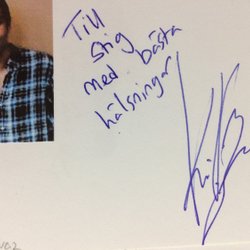 Till
Stig
med bästa
hälsningar